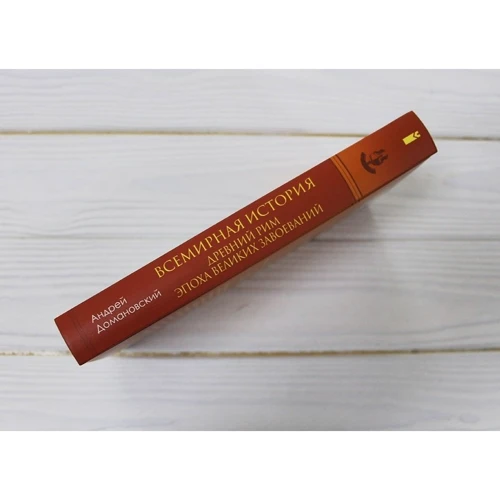 Андрей
Домановский
ВСЕМИРНАЯ ИСТОРИЯ
ДРЕВНИЙ РИМ
ЭПОХА ВЕЛИКИХ ЗАВОЕВАНИЙ